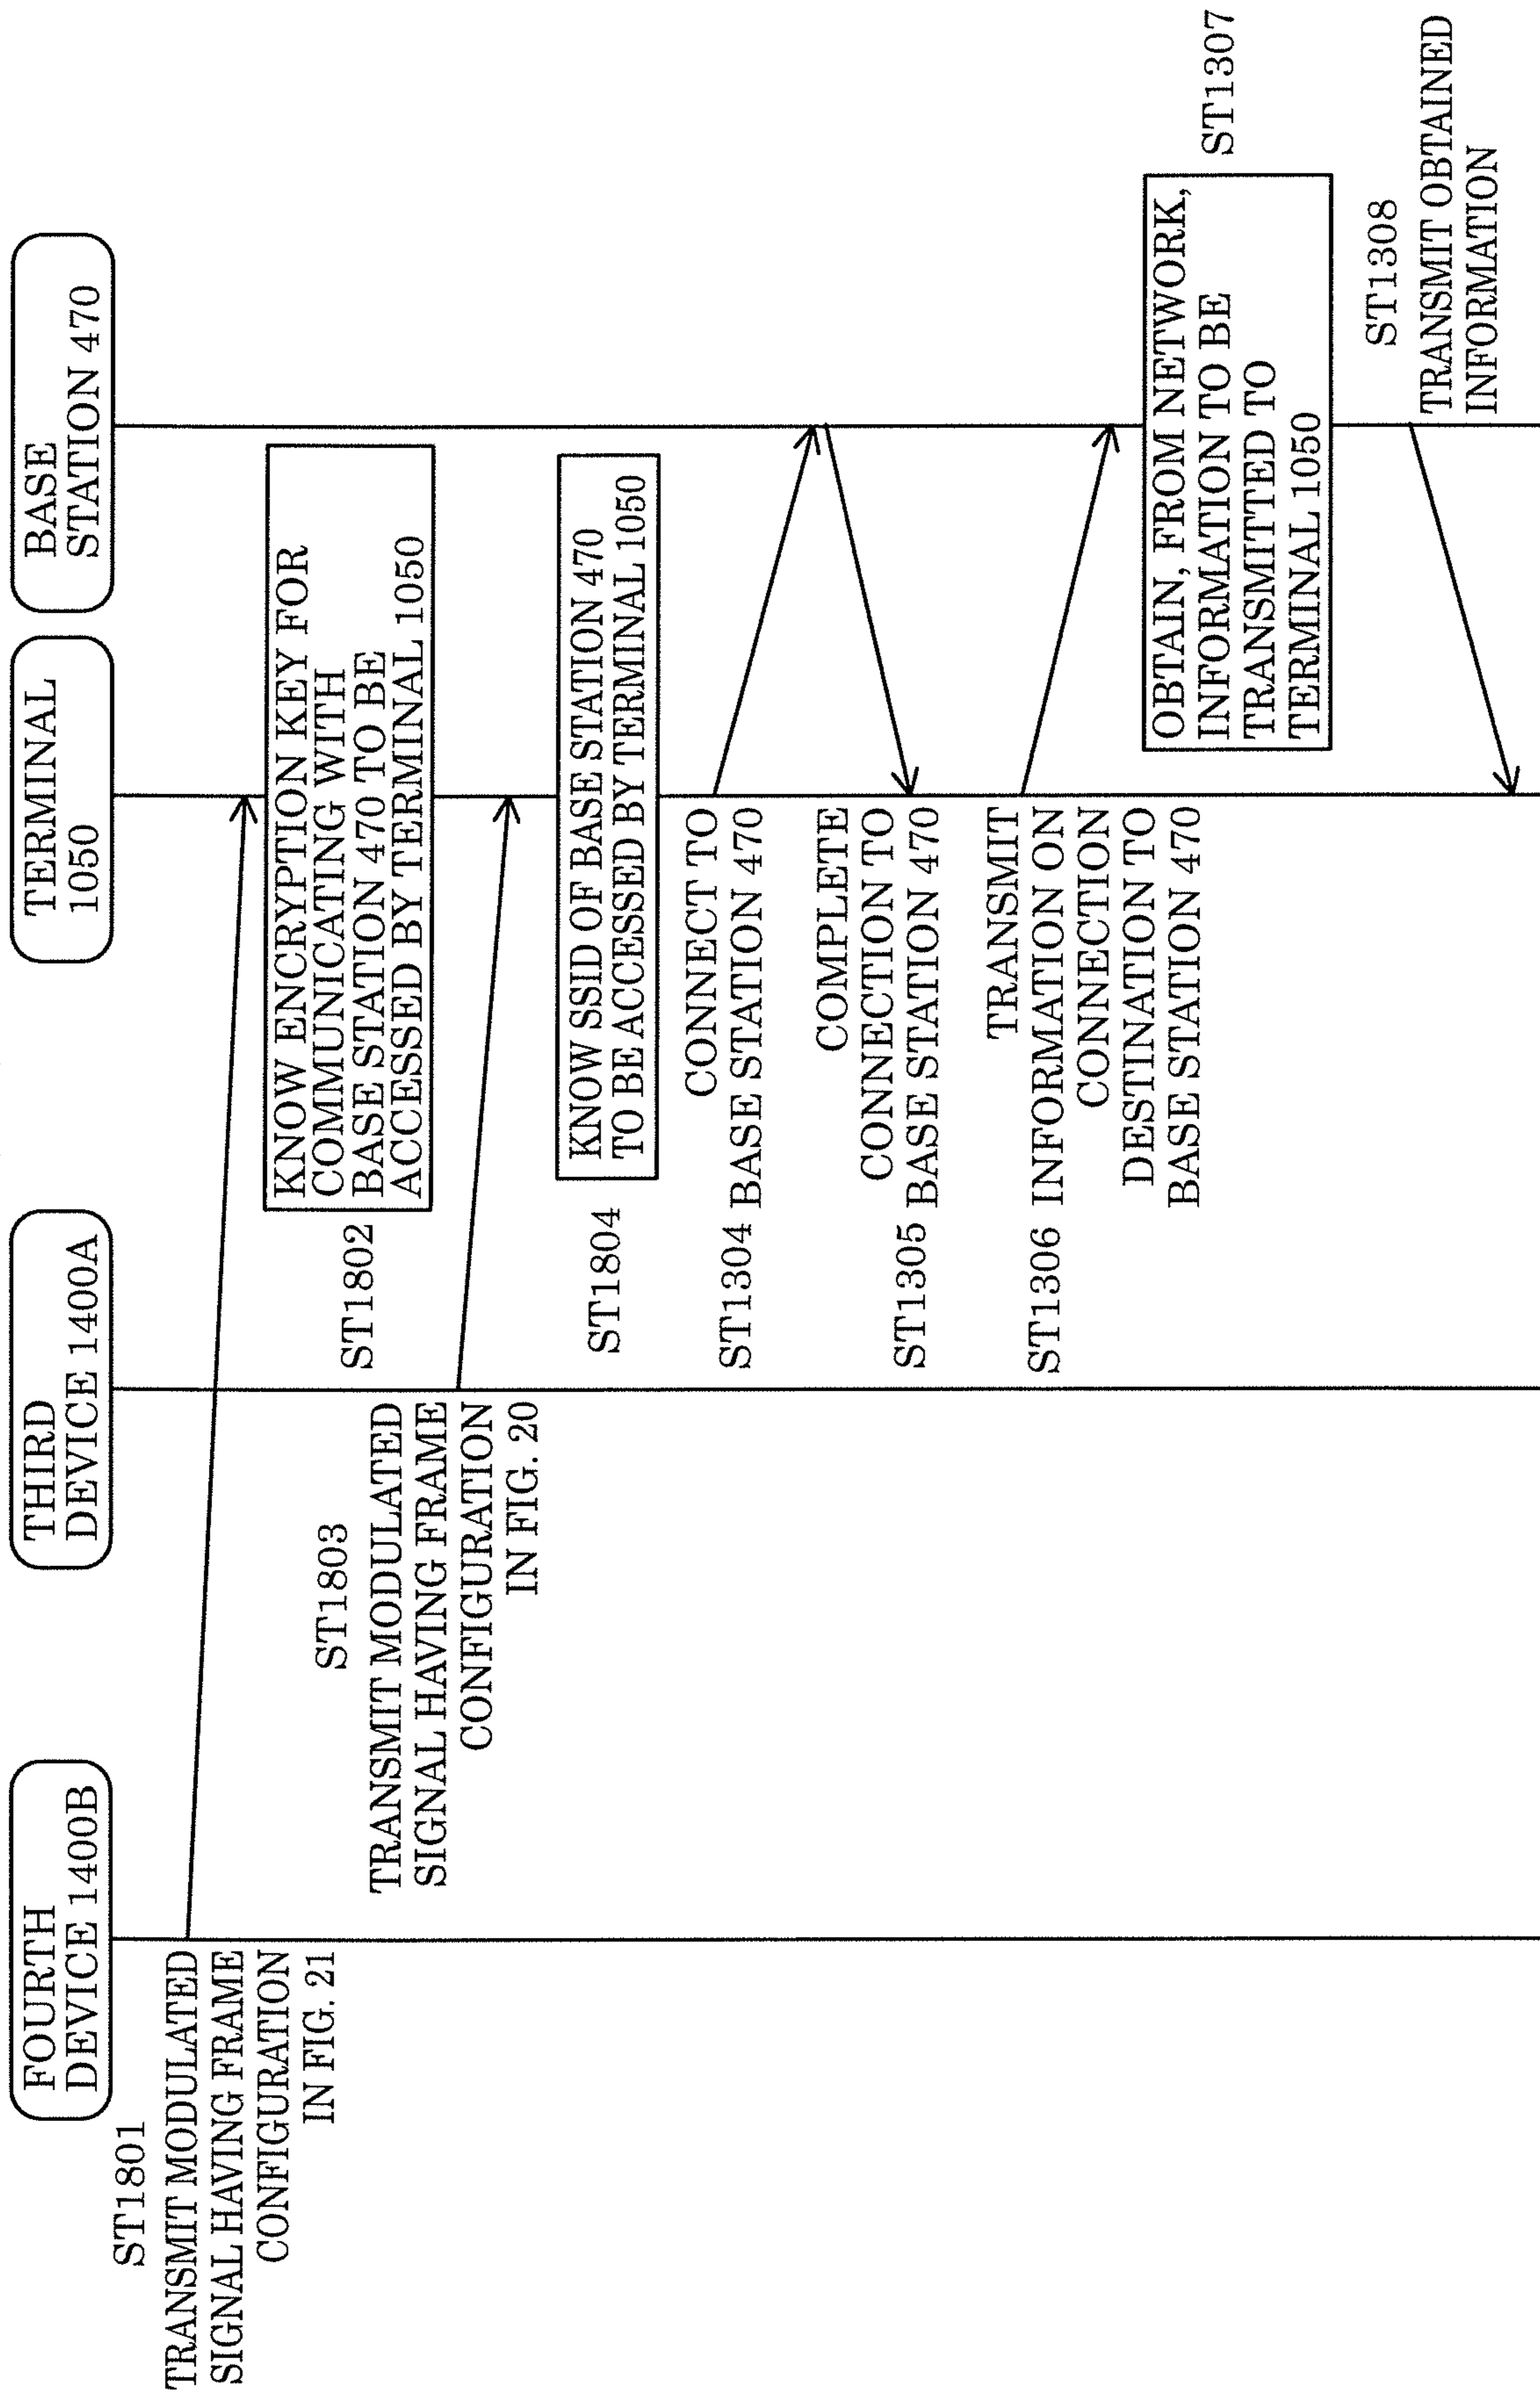 FOURTH
DEVICE 1400B
THIRD
DEVICE 1400A
TERMINAL
1050
BASE
STATION 470
ST1801
TRANSMIT MODULATED
SIGNAL HAVING FRAME
CONFIGURATION
IN FIG. 21
KNOW ENCRYPTION KEY FOR
COMMUNICATING WITH
BASE STATION 470 TO BE
ACCESSED BY TERMINAL 1050
ST1802
ST1803
TRANSMIT MODULATED
SIGNAL HAVING FRAME
CONFIGURATION
IN FIG. 20
KNOW SSID OF BASE STATION 470
TO BE ACCESSED BY TERMINAL 1050
ST1804
CONNECT TO
ST1304 BASE STATION 470
COMPLETE
CONNECTION TO
ST1305 BASE STATION 470
TRANSMIT
ST1306 INFORMATION ON
CONNECTION
DESTINATION TO
BASE STATION 470
OBTAIN, FROM NETWORK,
INFORMATION TO BE
TRANSMITTED TO
TERMINAL 1050
ST1307
ST1308
TRANSMIT OBTAINED
INFORMATION